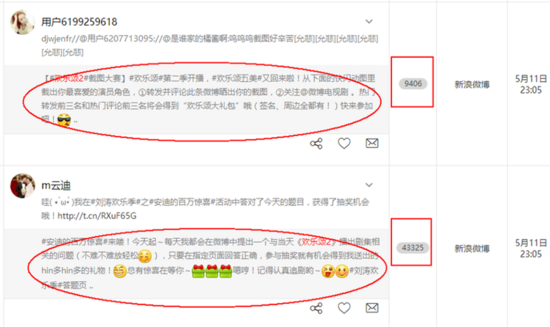 用户6199259618
djwjenfr//@用户6207713095://@是谁家的橘酱啊:呜呜呜截图好辛苦[允悲][允悲][允悲][允悲]
[允悲][允悲]
【#欢乐颂2#截图大赛】#欢乐颂#第二季开播，#欢乐颂五美#又回来啦！从下面的快闪动图里
截出你最喜爱的演员角色，①转发并评论此条微博晒出你的截图，②关注@微博电视剧 。热门
转发前三名和热门评论前三名将会得到“欢乐颂大礼包”哦（签名、周边全都有！）快来参加
吧！ ..
9406
新浪微博
5月11日
23:05
m云迪
哇( • ̀ω•́ )我在#刘涛欢乐季#之#安迪的百万惊喜#活动中答对了今天的题目，获得了抽奖机会
哦！http://t.cn/RXuF65G
#安迪的百万惊喜#来喽！今天起～每天我都会在微博中提出一个与当天《欢乐颂2》播出剧集相
关的问题（不难不难放轻松），只要在指定页面回答正确，参与抽奖就有机会得到我送出的
hin多hin多的礼物！总有惊喜在等你～嗯哼！记得认真追剧哟～#刘涛欢
乐季#答题页 ..
43325
新浪微博
5月11日
23:05